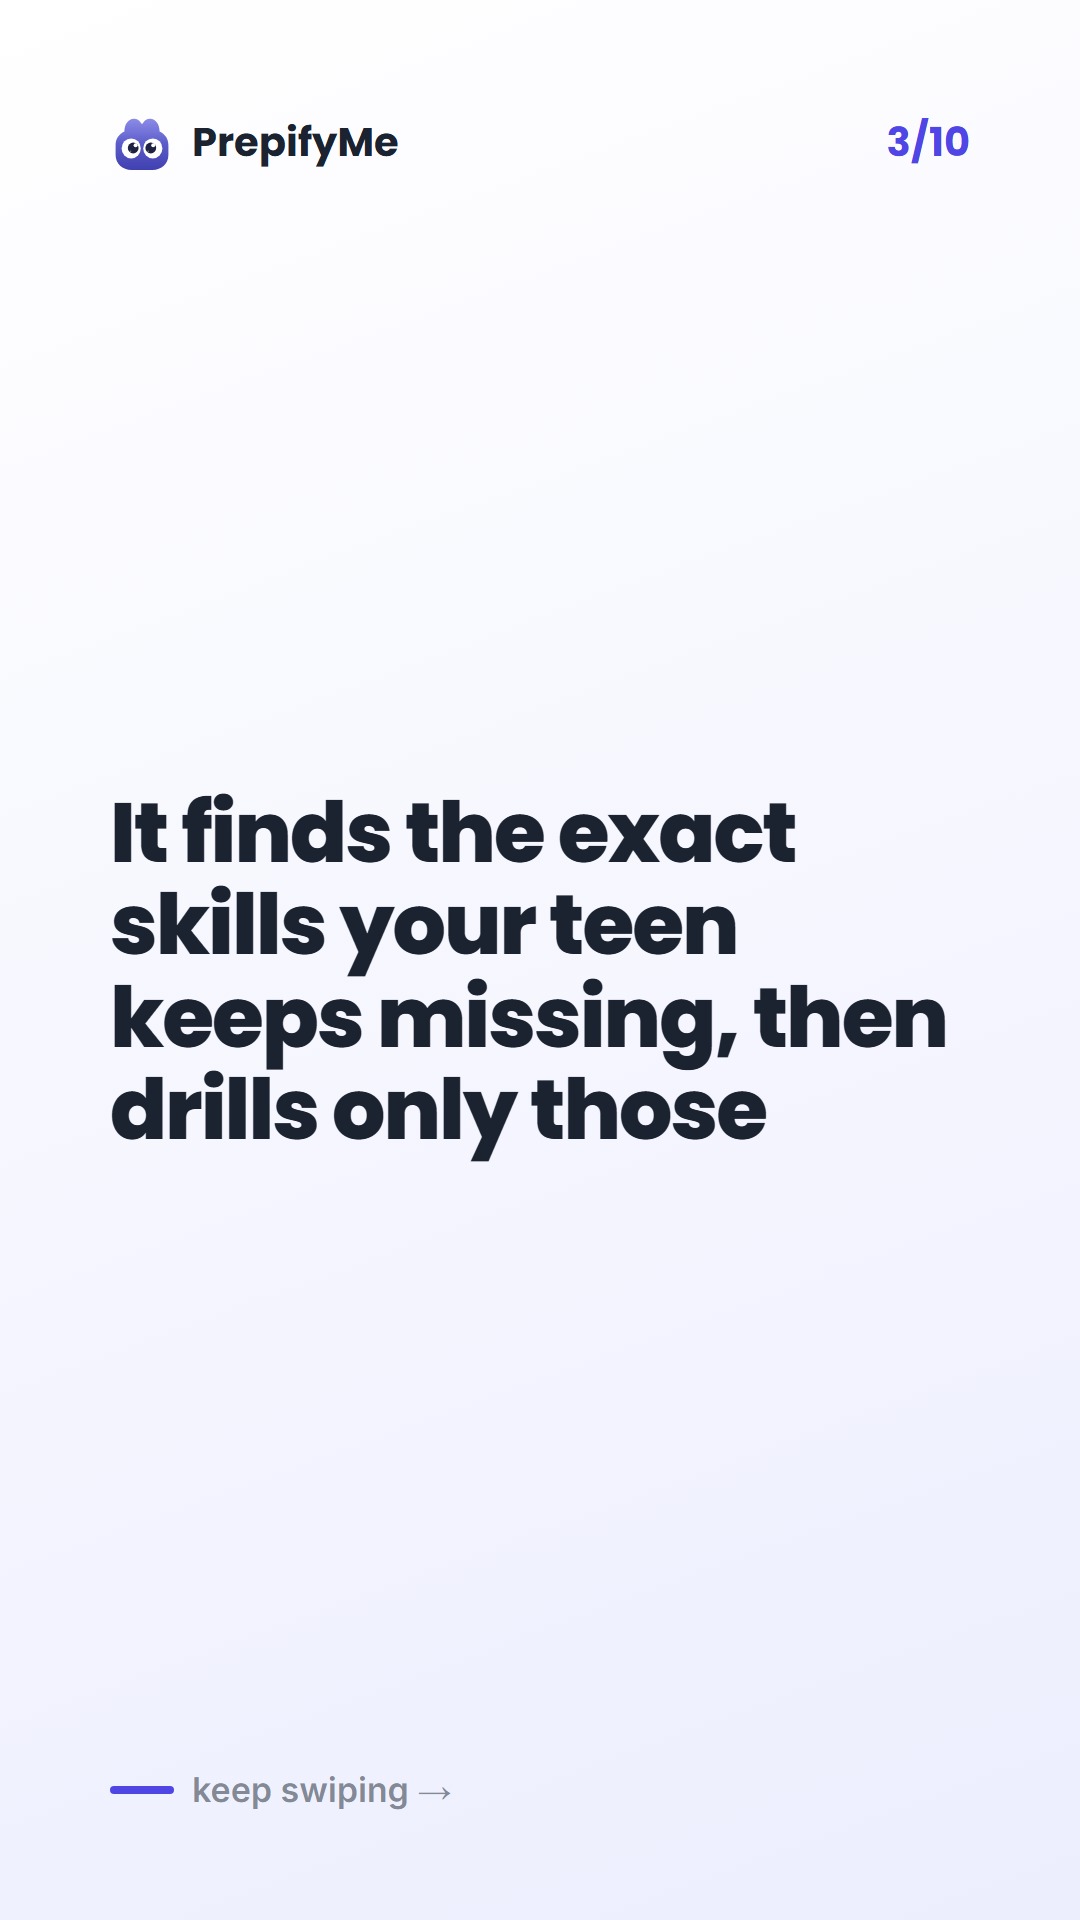 PrepifyMe
3/10
It finds the exact
skills your teen
keeps missing, then
drills only those
keep swiping →